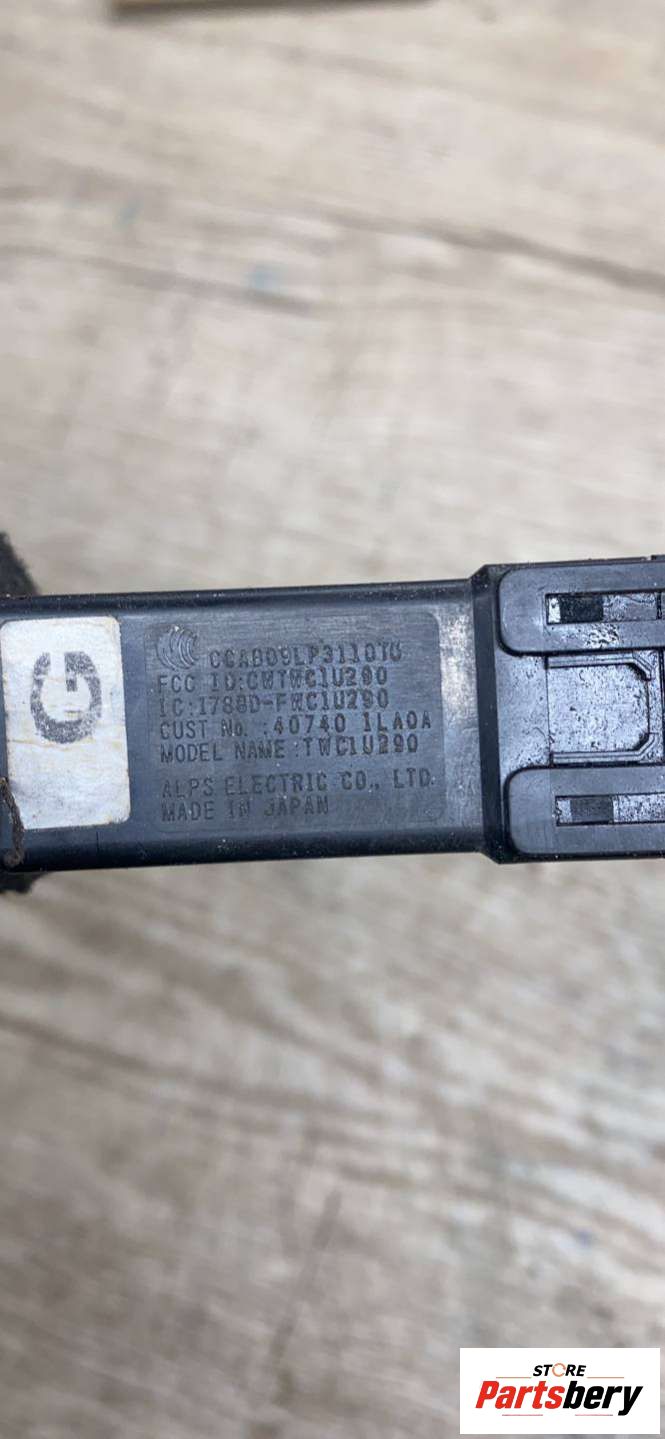 G
CCAB09LP3110T0
FCC ID:CWTWC1U290
IC:1788D-FWC1U290
CUST No. :40740 1LA0A
MODEL NAME :TWC1U290
ALPS ELECTRIC CO., LTD.
MADE IN JAPAN
STORE
Partsbery